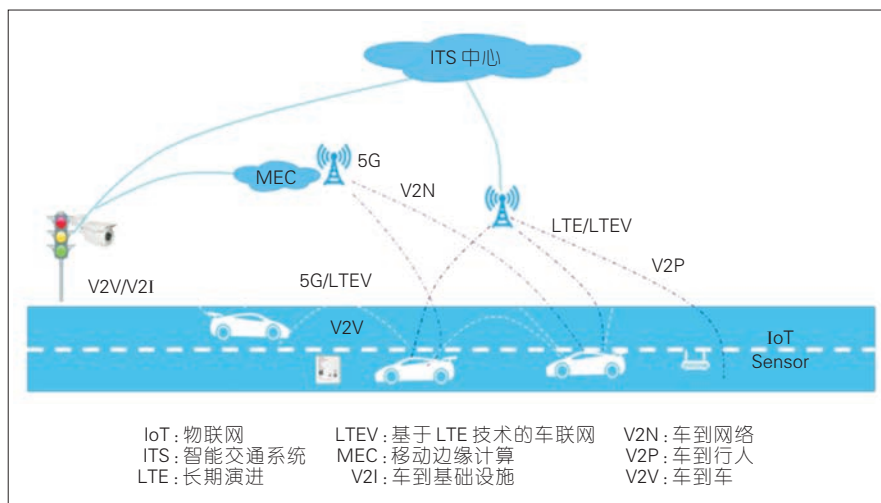 ITS 中心
5G
MEC
V2N
LTE/LTEV
V2P
V2V/V2I
5G/LTEV
V2V
IoT
Sensor
IoT：物联网 LTEV：基于 LTE 技术的车联网 V2N：车到网络
ITS：智能交通系统 MEC：移动边缘计算 V2P：车到行人
LTE：长期演进 V2I：车到基础设施 V2V：车到车